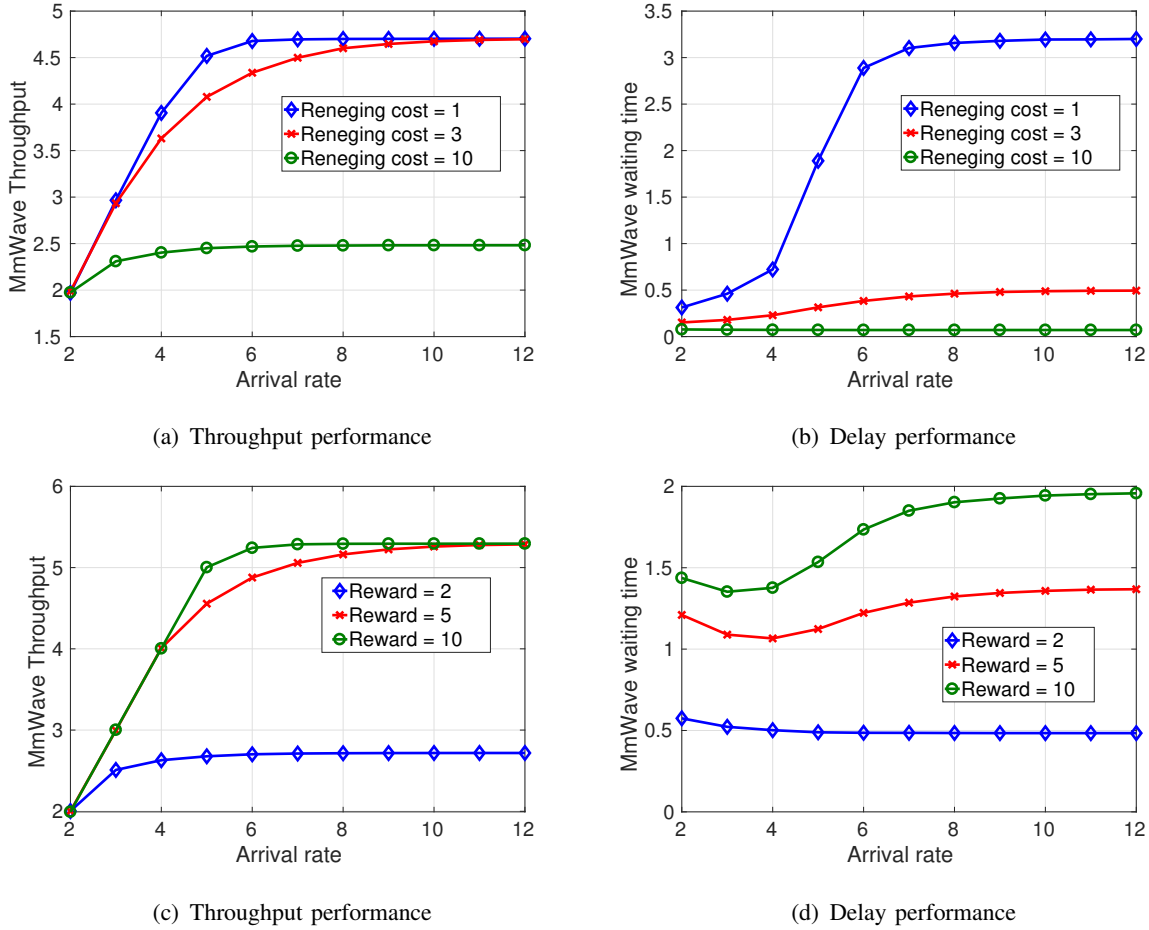 5
4.5
4
3.5
3
2.5
2
1.5
MmWave Throughput
Reneging cost = 1
Reneging cost = 3
Reneging cost = 10
2 4 6 8 10 12
Arrival rate
(a) Throughput performance
3.5
3
2.5
2
1.5
1
0.5
0
MmWave waiting time
Reneging cost = 1
Reneging cost = 3
Reneging cost = 10
2 4 6 8 10 12
Arrival rate
(b) Delay performance
6
5
4
3
2
MmWave Throughput
Reward = 2
Reward = 5
Reward = 10
2 4 6 8 10 12
Arrival rate
(c) Throughput performance
2
1.5
1
0.5
0
MmWave waiting time
Reward = 2
Reward = 5
Reward = 10
2 4 6 8 10 12
Arrival rate
(d) Delay performance